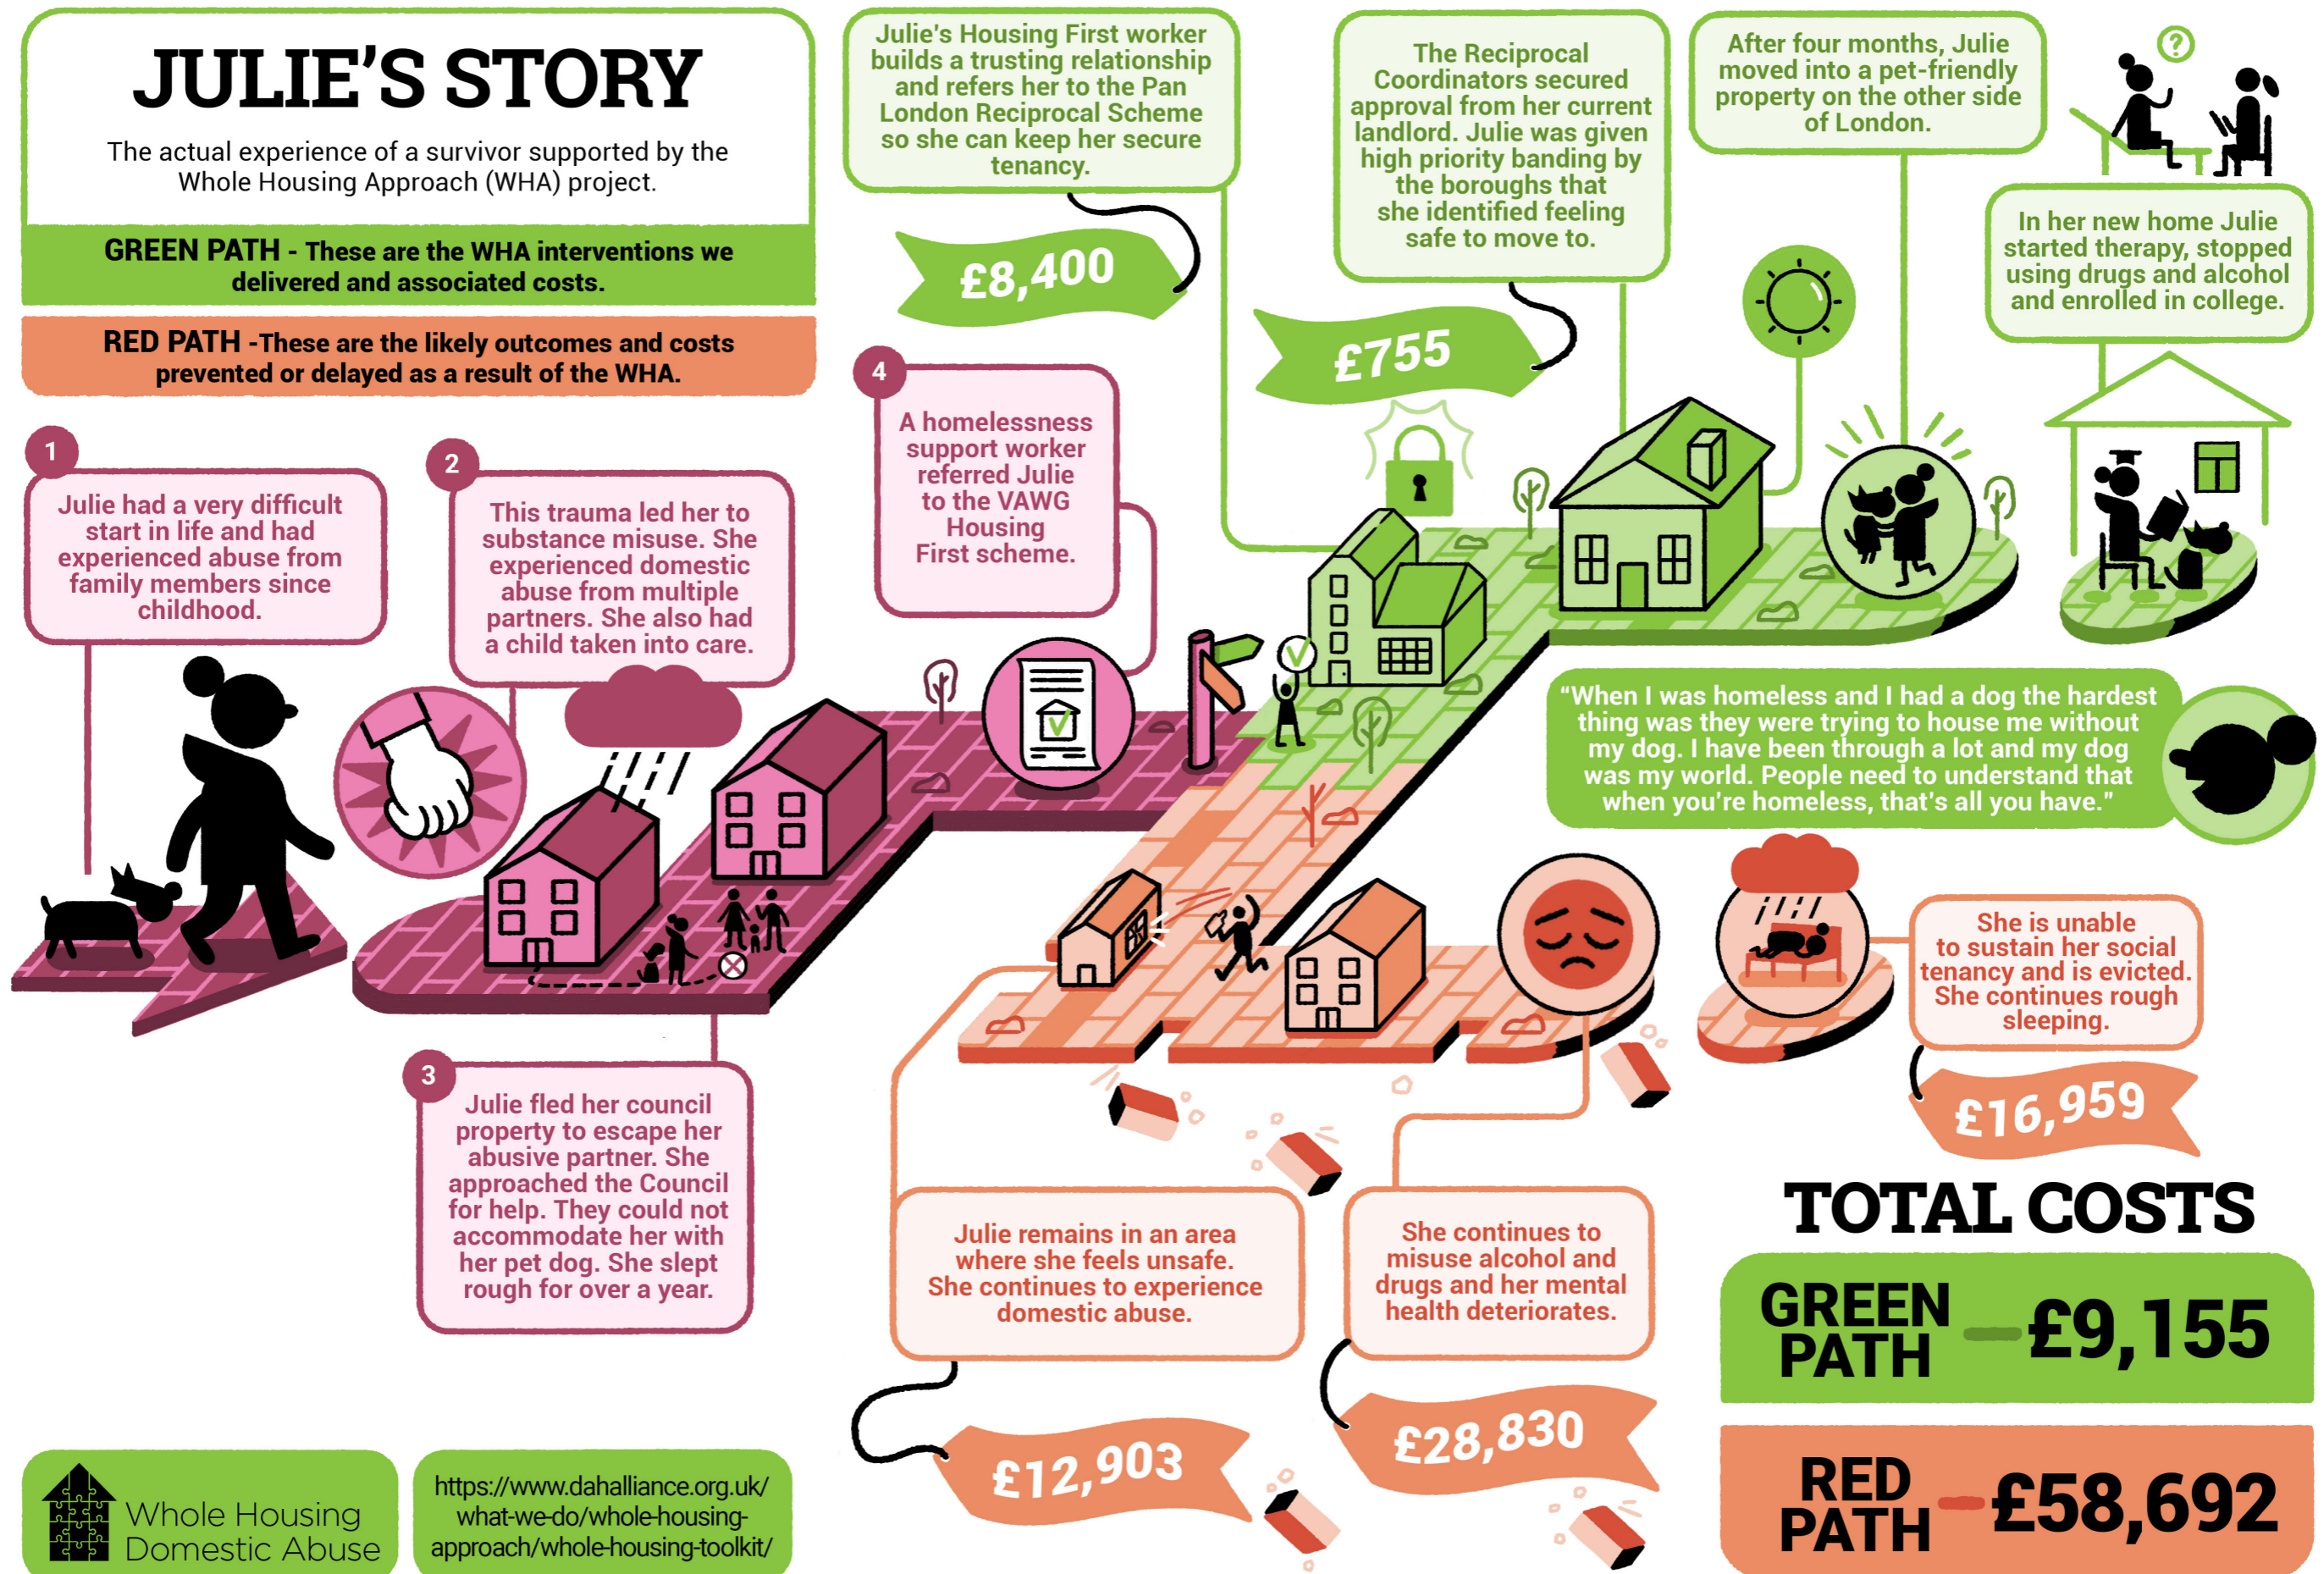 JULIE'S STORY
The actual experience of a survivor supported by the
Whole Housing Approach (WHA) project.
GREEN PATH - These are the WHA interventions we
delivered and associated costs.
RED PATH -These are the likely outcomes and costs
prevented or delayed as a result of the WHA.
1
Julie had a very difficult
start in life and had
experienced abuse from
family members since
childhood.
2
This trauma led her to
substance misuse. She
experienced domestic
abuse from multiple
partners. She also had
a child taken into care.
3
Julie fled her council
property to escape her
abusive partner. She
approached the Council
for help. They could not
accommodate her with
her pet dog. She slept
rough for over a year.
4
A homelessness
support worker
referred Julie
to the VAWG
Housing
First scheme.
Julie's Housing First worker
builds a trusting relationship
and refers her to the Pan
London Reciprocal Scheme
so she can keep her secure
tenancy.
£8,400
The Reciprocal
Coordinators secured
approval from her current
landlord. Julie was given
high priority banding by
the boroughs that
she identified feeling
safe to move to.
£755
After four months, Julie
moved into a pet-friendly
property on the other side
of London.
?
In her new home Julie
started therapy, stopped
using drugs and alcohol
and enrolled in college.
"When I was homeless and I had a dog the hardest
thing was they were trying to house me without
my dog. I have been through a lot and my dog
was my world. People need to understand that
when you're homeless, that's all you have."
Julie remains in an area
where she feels unsafe.
She continues to experience
domestic abuse.
£12,903
She continues to
misuse alcohol and
drugs and her mental
health deteriorates.
£28,830
She is unable
to sustain her social
tenancy and is evicted.
She continues rough
sleeping.
£16,959
TOTAL COSTS
GREEN
PATH
£9,155
RED
PATH
£58,692
Whole Housing
Domestic Abuse
https://www.dahalliance.org.uk/
what-we-do/whole-housing-
approach/whole-housing-toolkit/